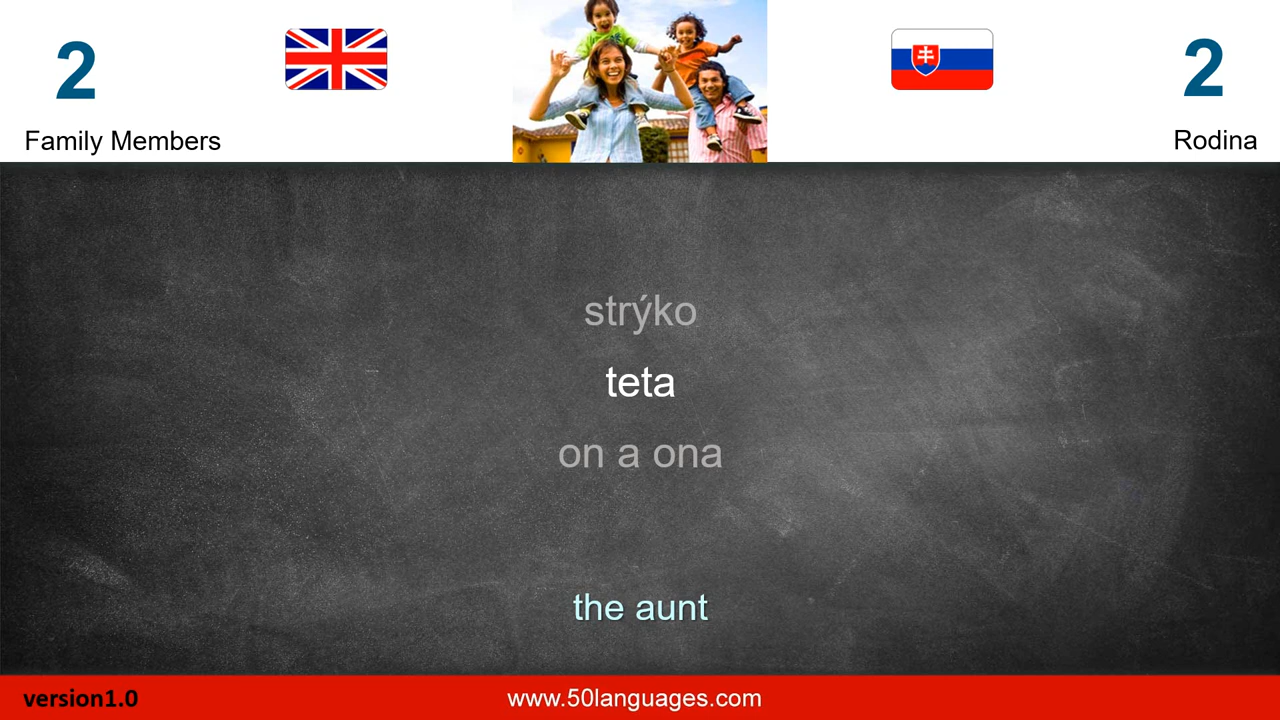 2
2
Family Members
Rodina
strýko
teta
on a ona
the aunt
version1.0
www.50languages.com